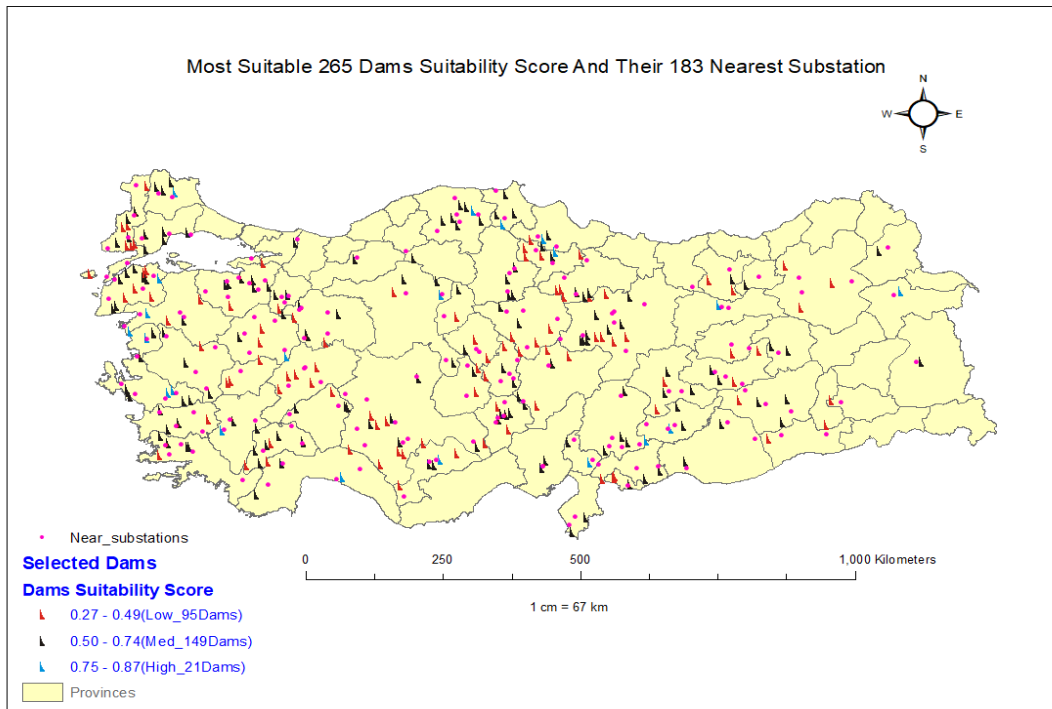 Most Suitable 265 Dams Suitability Score And Their 183 Nearest Substation
N
W E
S
Near_substations
Selected Dams
Dams Suitability Score
0.27 - 0.49(Low_95Dams)
0.50 - 0.74(Med_149Dams)
0.75 - 0.87(High_21Dams)
Provinces
0 250 500 1,000 Kilometers
1 cm = 67 km